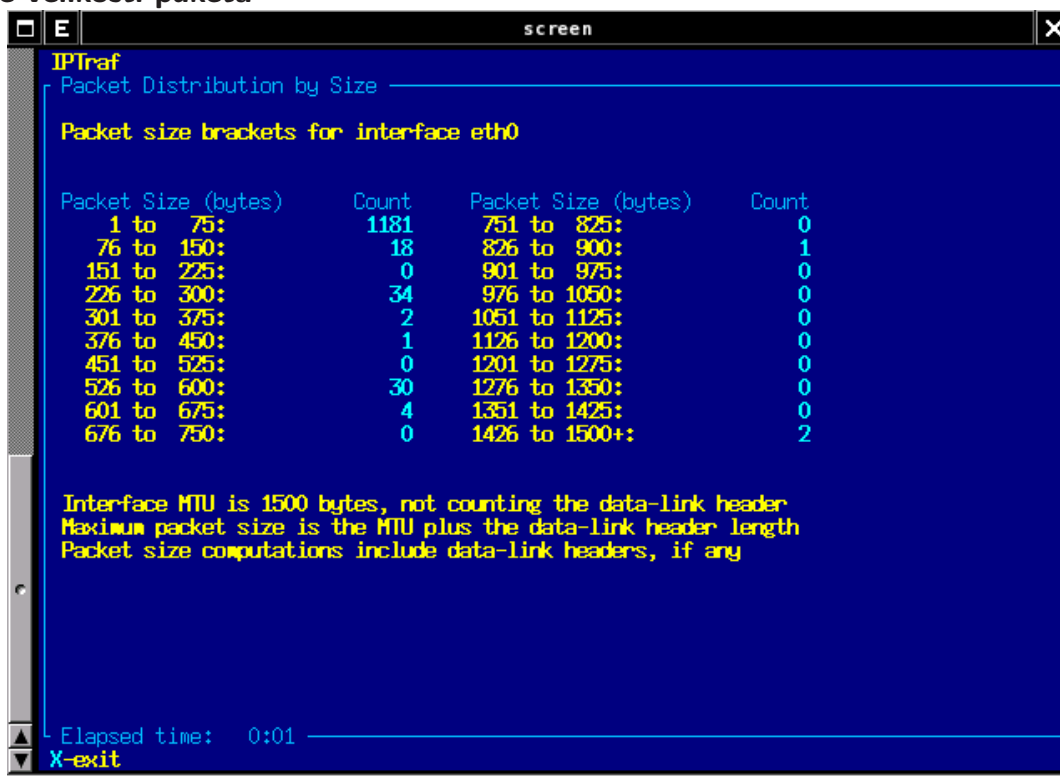 velikosti paketů
E screen X
IPTraf
Packet Distribution by Size
Packet size brackets for interface eth0
Packet Size (bytes) Count Packet Size (bytes) Count
1 to 75: 1181 751 to 825: 0
76 to 150: 18 826 to 900: 1
151 to 225: 0 901 to 975: 0
226 to 300: 34 976 to 1050: 0
301 to 375: 2 1051 to 1125: 0
376 to 450: 1 1126 to 1200: 0
451 to 525: 0 1201 to 1275: 0
526 to 600: 30 1276 to 1350: 0
601 to 675: 4 1351 to 1425: 0
676 to 750: 0 1426 to 1500+: 2
Interface MTU is 1500 bytes, not counting the data-link header
Maximum packet size is the MTU plus the data-link header length
Packet size computations include data-link headers, if any
Elapsed time: 0:01
X-exit